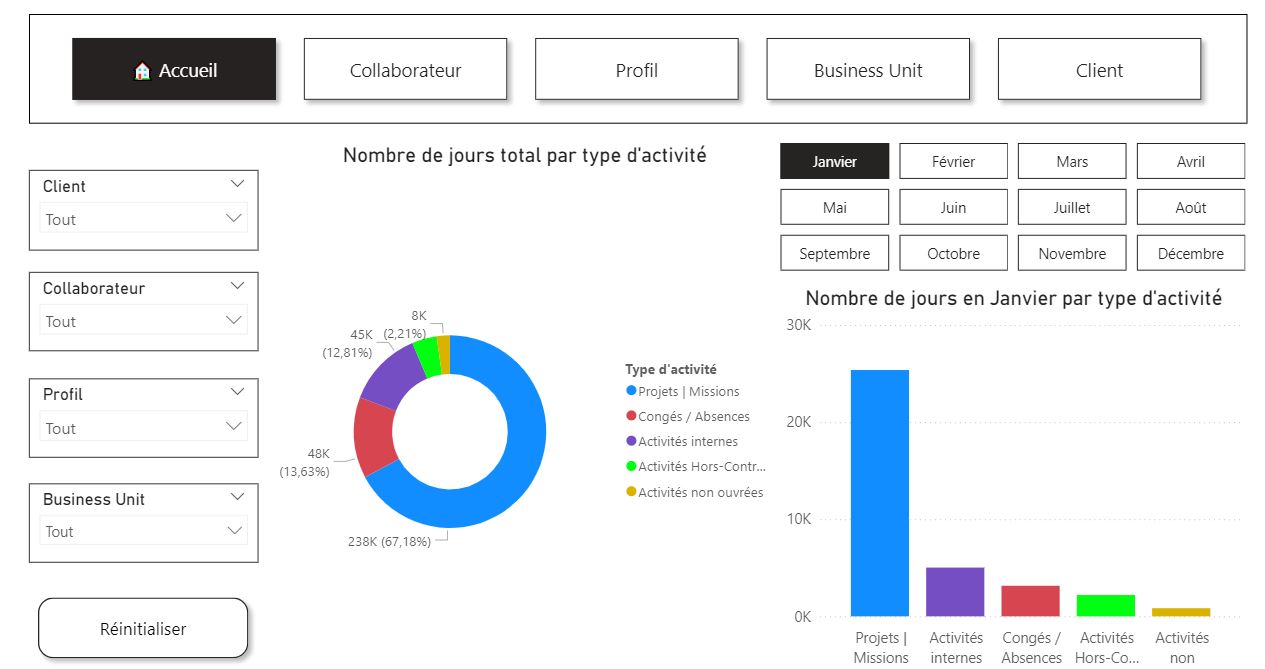 🏠 Accueil
Collaborateur
Profil
Business Unit
Client
Client
Tout
Collaborateur
Tout
Profil
Tout
Business Unit
Tout
Réinitialiser
Nombre de jours total par type d'activité
8K
(2,21%)
45K
(12,81%)
48K
(13,63%)
238K (67,18%)
Type d'activité
Projets | Missions
Congés / Absences
Activités internes
Activités Hors-Contr...
Activités non ouvrées
Janvier
Février
Mars
Avril
Mai
Juin
Juillet
Août
Septembre
Octobre
Novembre
Décembre
Nombre de jours en Janvier par type d'activité
30K
20K
10K
0K
Projets |
Missions
Activités
internes
Congés /
Absences
Activités
Hors-Co...
Activités
non